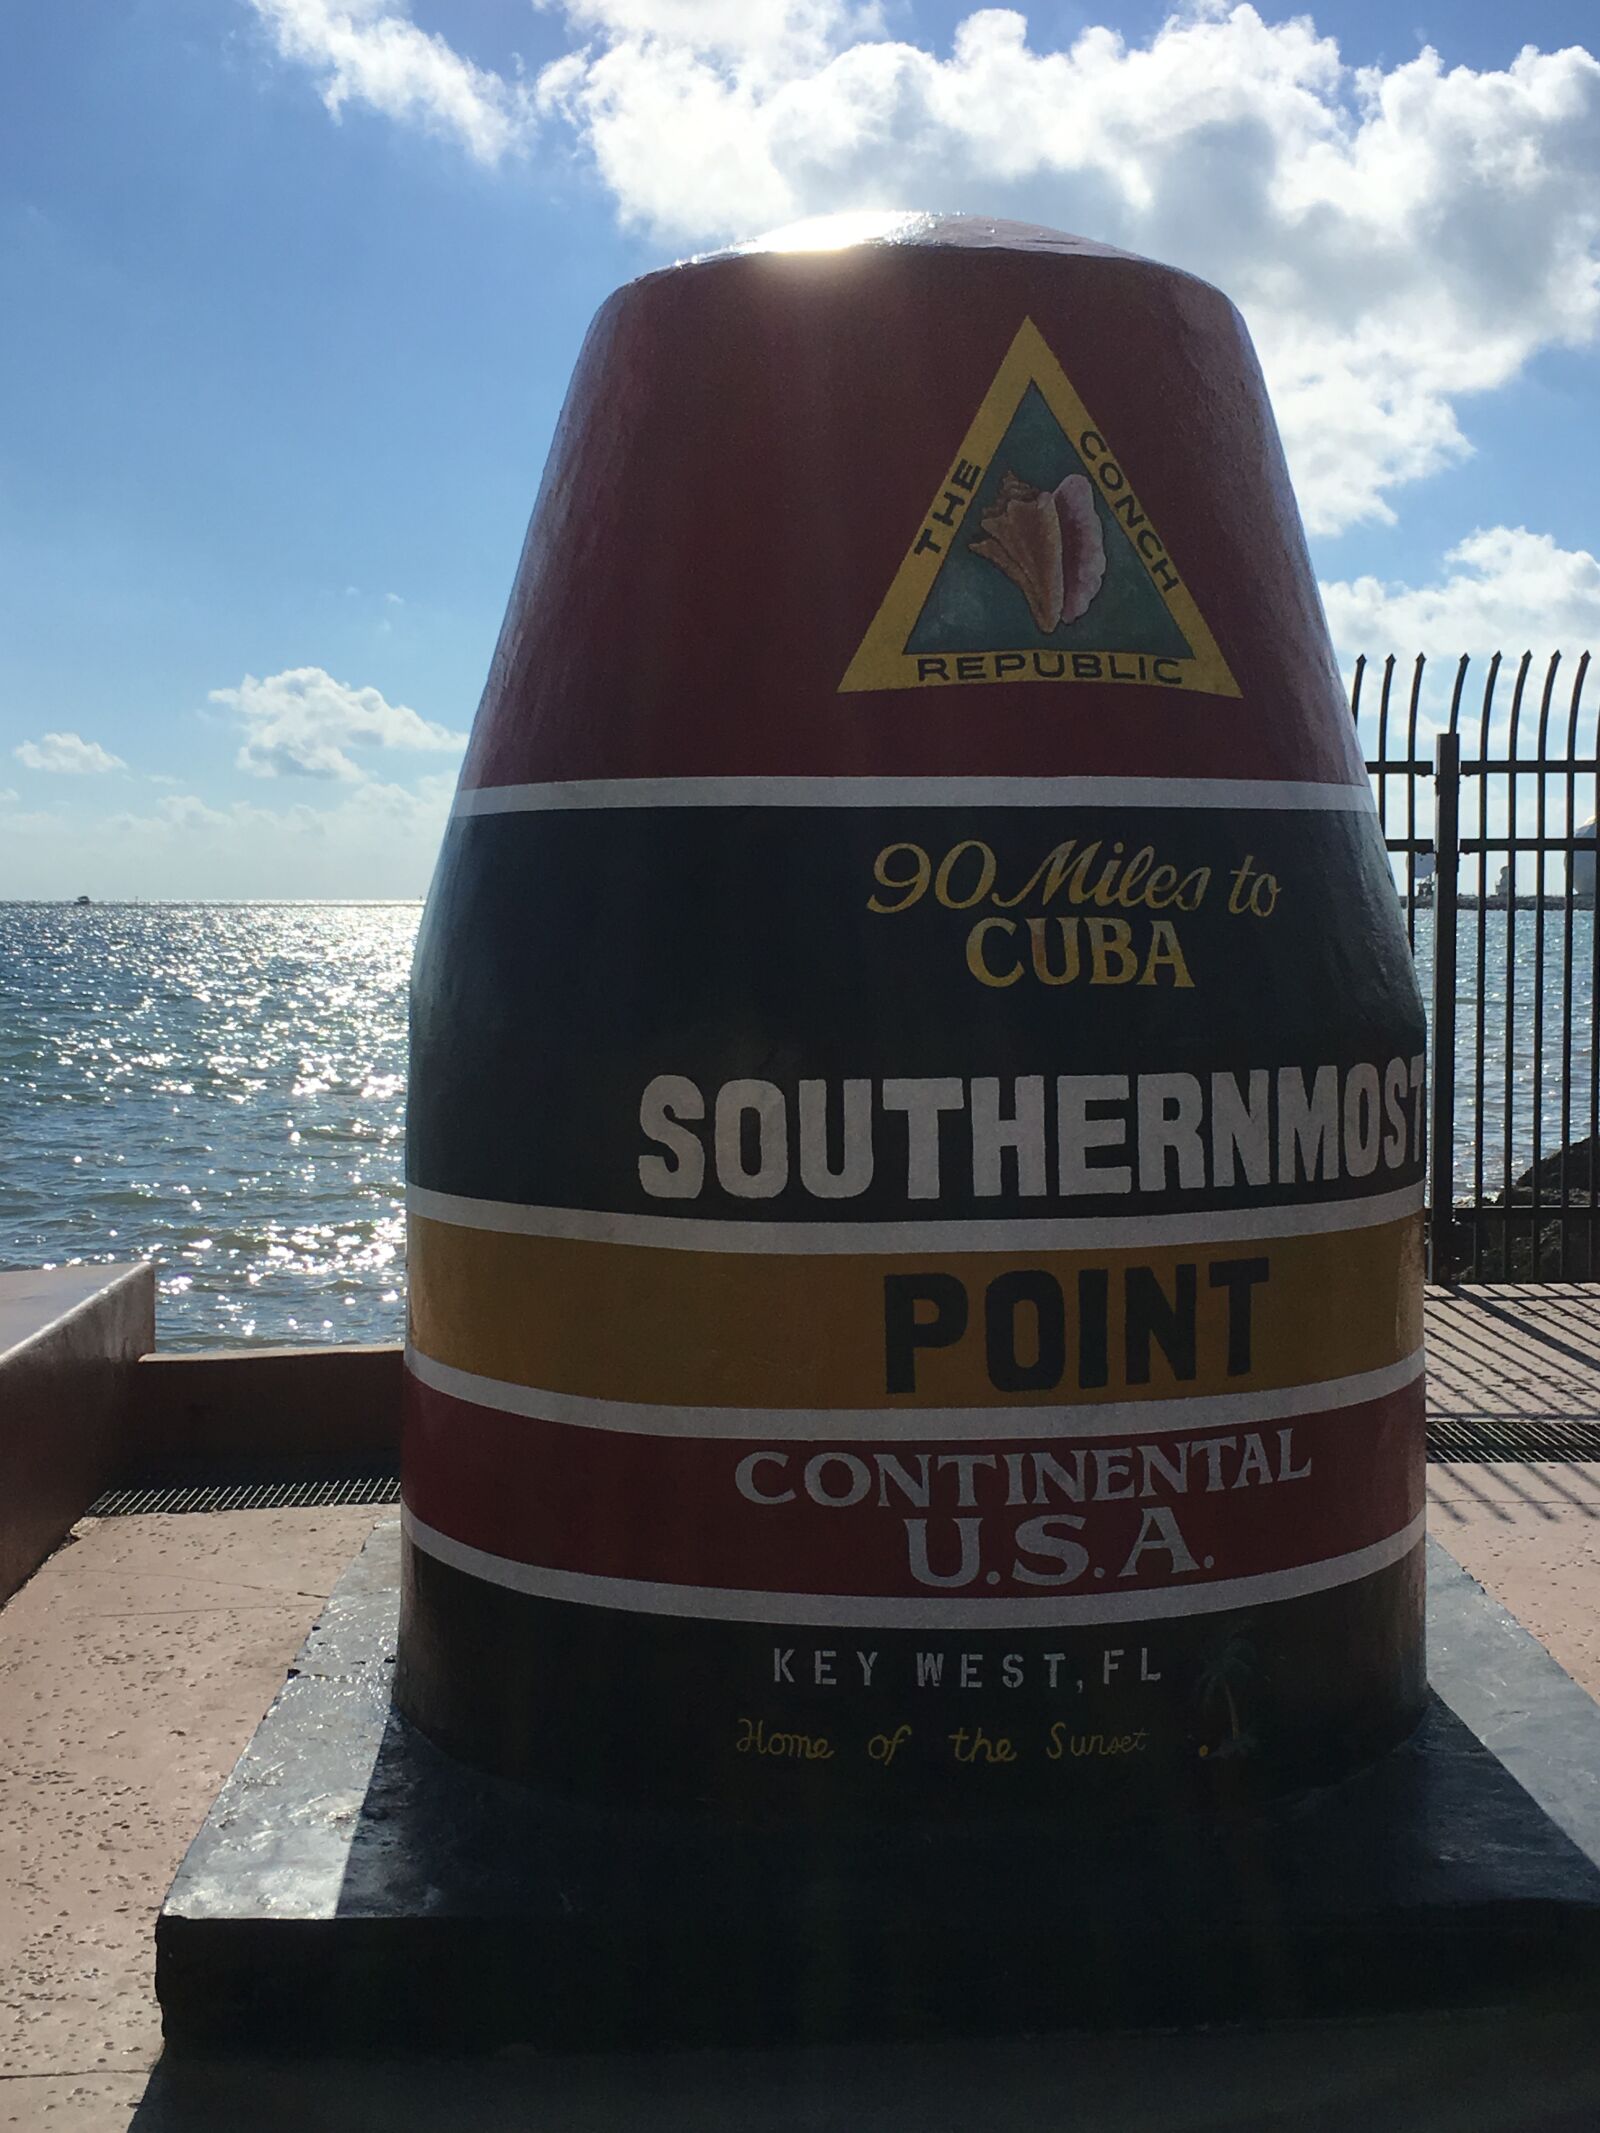 THE CONCH
REPUBLIC
90 Miles to
CUBA
SOUTHERNMOST
POINT
CONTINENTAL
U.S.A.
KEY WEST, FL
Home of the Sunset